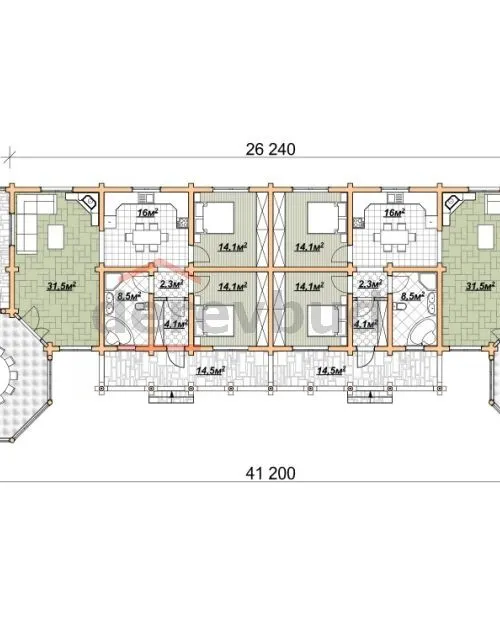 26 240
16м²
16м²
14,1м²
14,1м²
31,5м²
2,3м²
14,1м²
14,1м²
2,3м²
31,5м²
8,5м²
8,5м²
derevbud
4,1м²
4,1м²
14,5м²
14,5м²
41 200